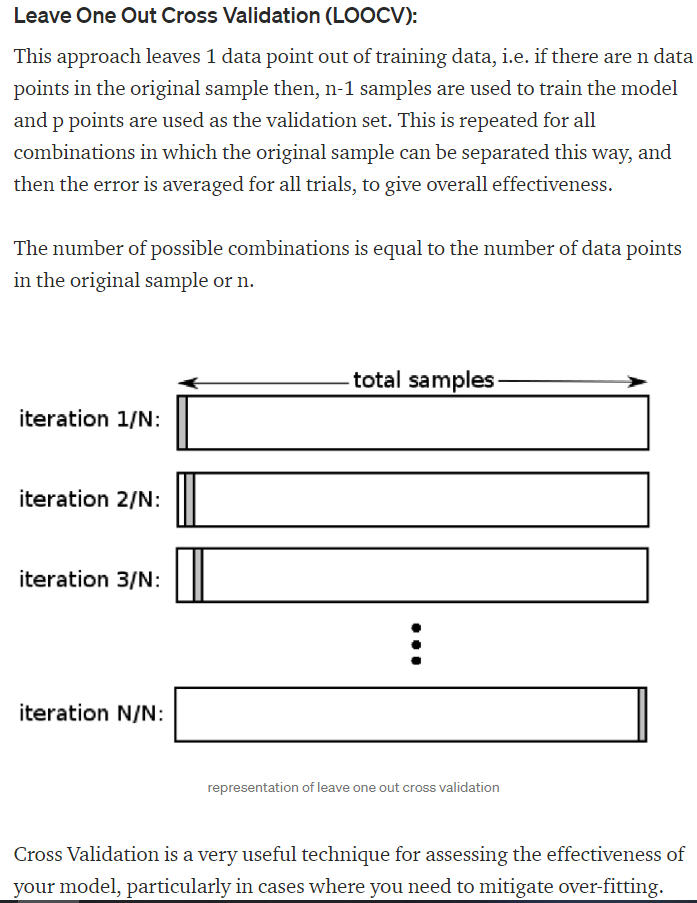 Leave One Out Cross Validation (LOOCV):
This approach leaves 1 data point out of training data, i.e. if there are n data
points in the original sample then, n-1 samples are used to train the model
and p points are used as the validation set. This is repeated for all
combinations in which the original sample can be separated this way, and
then the error is averaged for all trials, to give overall effectiveness.
The number of possible combinations is equal to the number of data points
in the original sample or n.
total samples
iteration 1/N:
iteration 2/N:
iteration 3/N:
iteration N/N:
representation of leave one out cross validation
Cross Validation is a very useful technique for assessing the effectiveness of
your model, particularly in cases where you need to mitigate over-fitting.